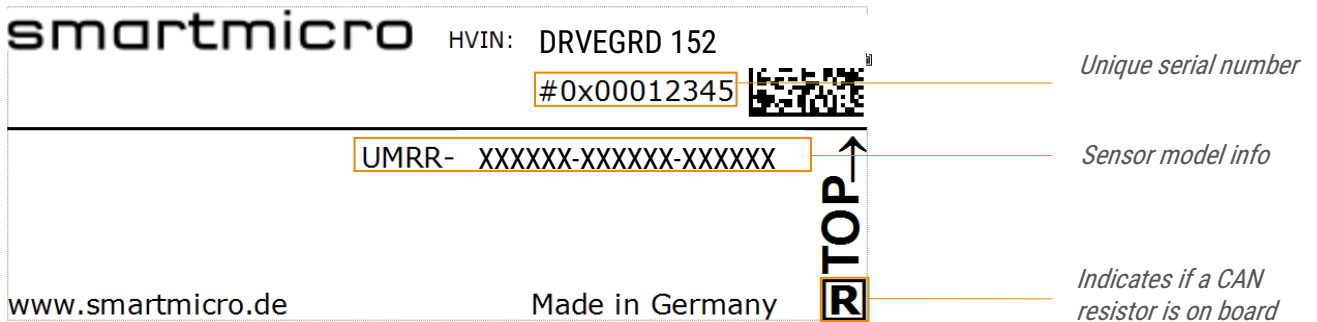 smartmicro HVIN: DRVEGRD 152
#0x00012345
Unique serial number
UMRR- XXXXXX-XXXXXX-XXXXXX
Sensor model info
TOP→
R
Indicates if a CAN
resistor is on board
www.smartmicro.de
Made in Germany